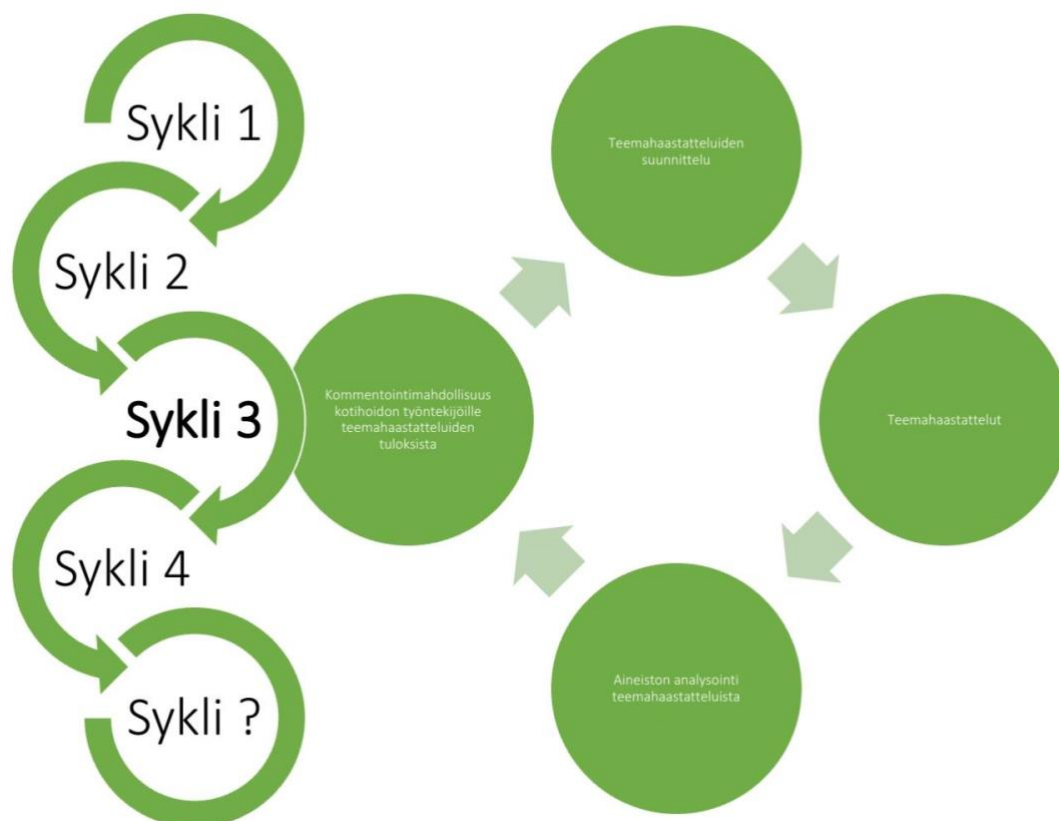 Sykli 1
Sykli 2
Sykli 3
Sykli 4
Sykli ?
Teemahaastatteluiden
suunnittelu
Teemahaastattelut
Aineiston analysointi
teemahaastatteluista
Kommentointimahdollisuus
kotihoidon työntekijöille
teemahaastatteluiden
tuloksista